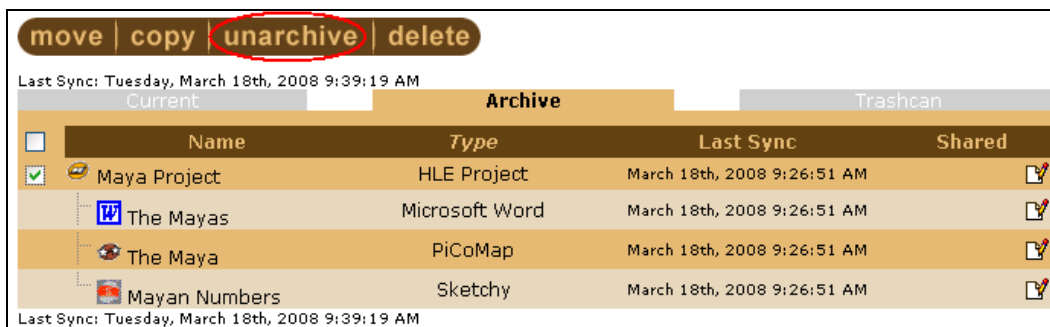 move | copy | unarchive | delete
Last Sync: Tuesday, March 18th, 2008 9:39:19 AM
Current Archive Trashcan
Name Type Last Sync Shared
Maya Project HLE Project March 18th, 2008 9:26:51 AM
The Mayas Microsoft Word March 18th, 2008 9:26:51 AM
The Maya PiCoMap March 18th, 2008 9:26:51 AM
Mayan Numbers Sketchy March 18th, 2008 9:26:51 AM
Last Sync: Tuesday, March 18th, 2008 9:39:19 AM